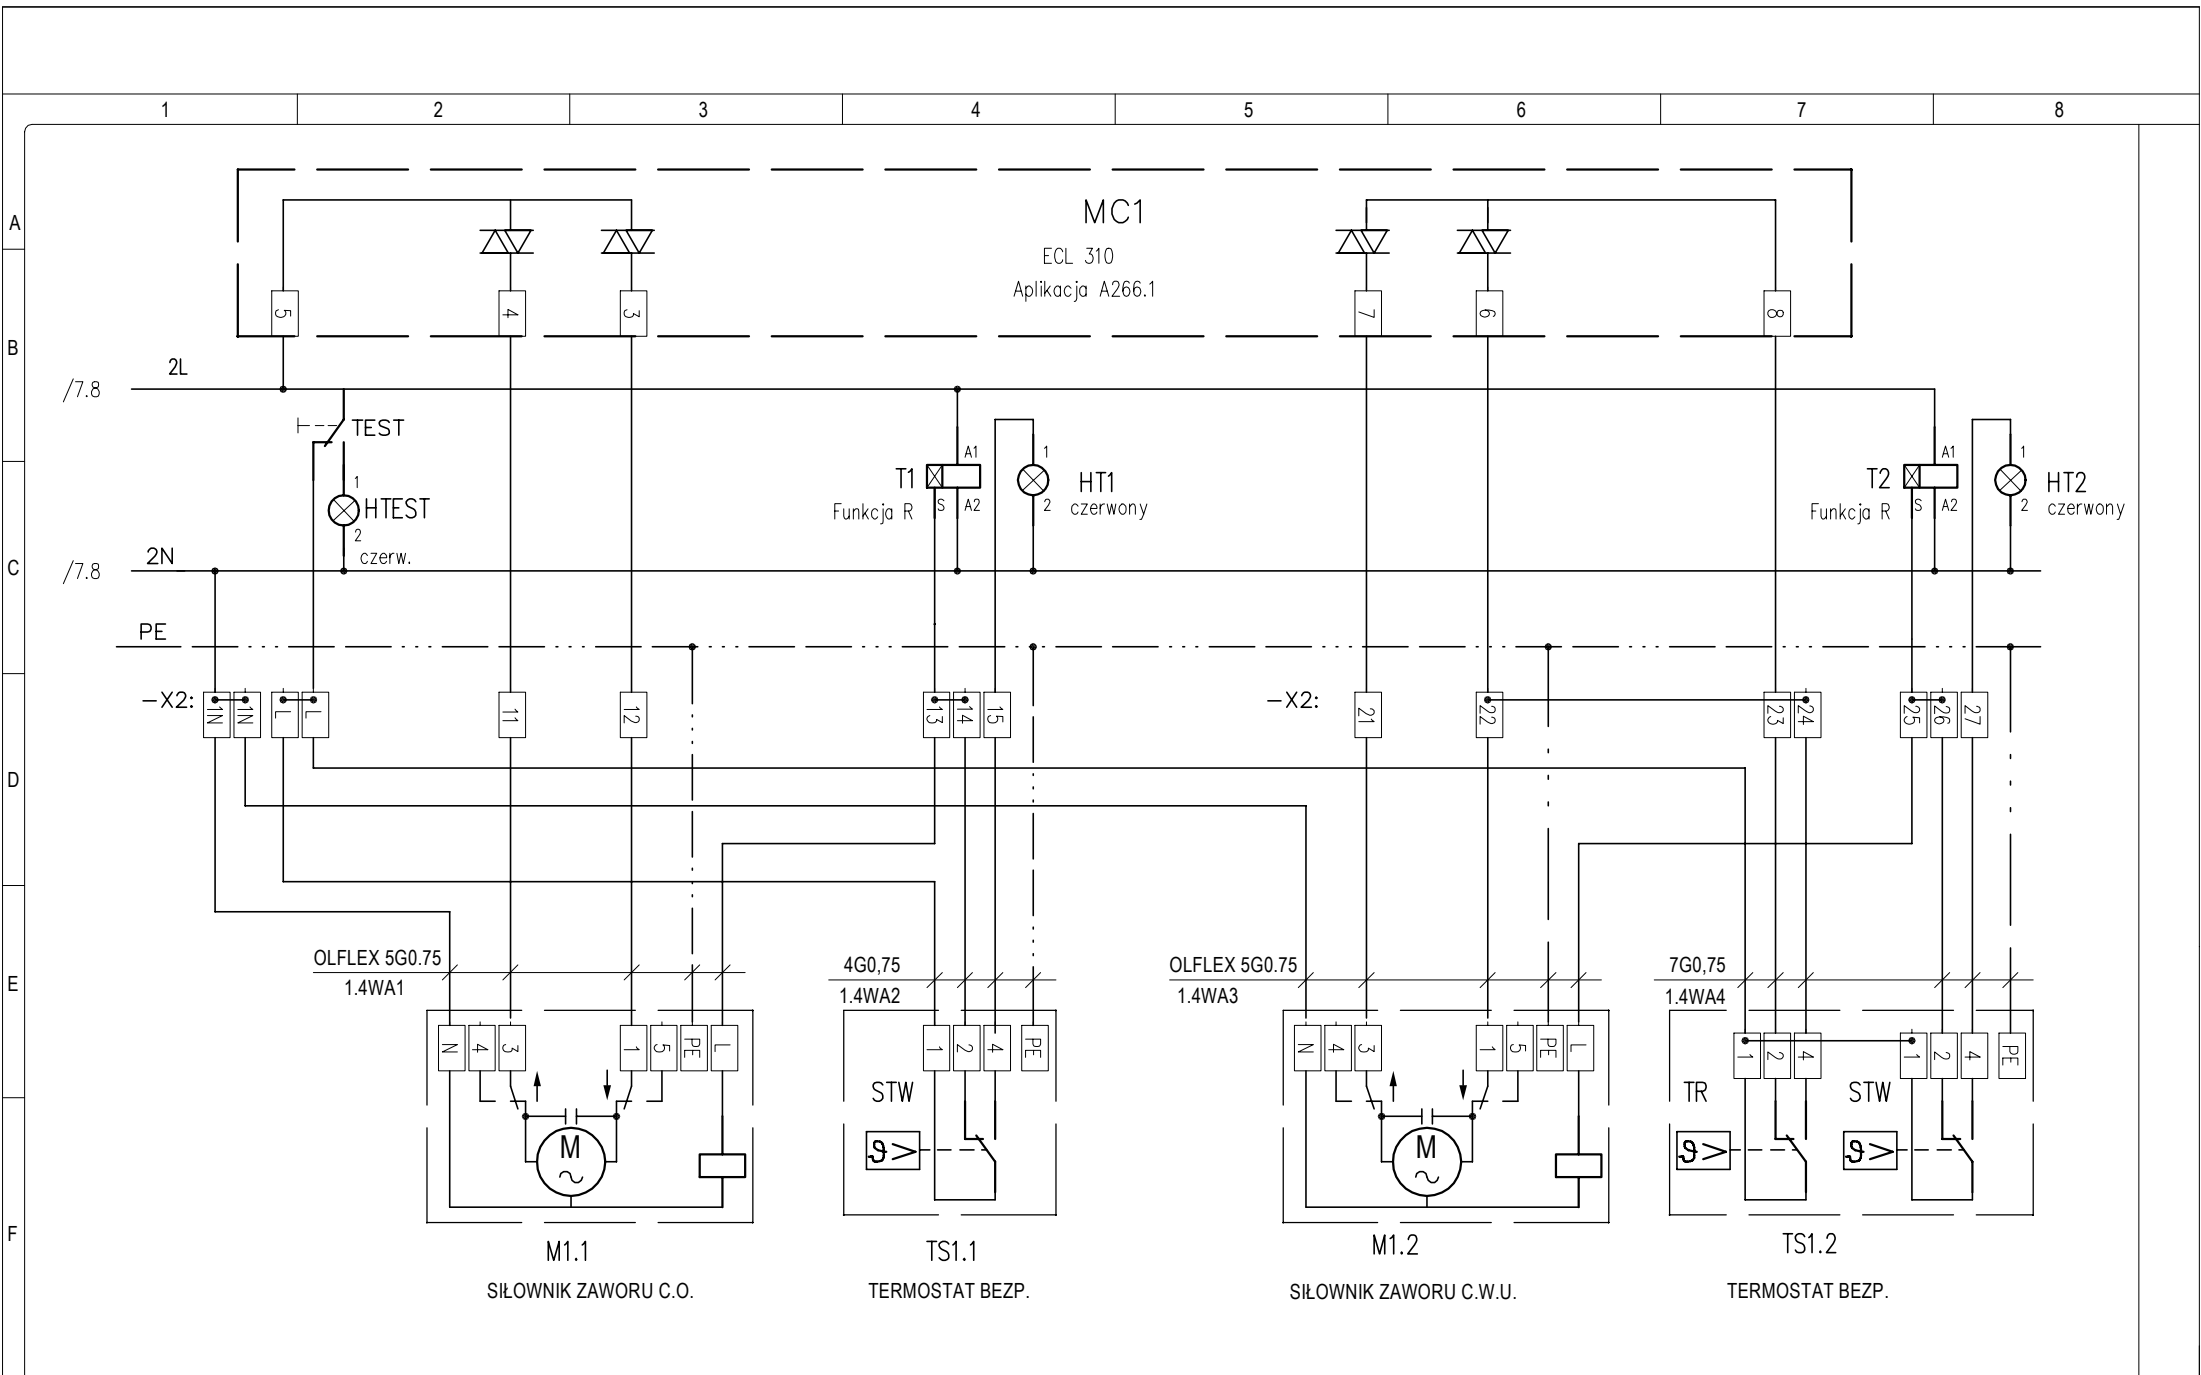 1 2 3 4 5 6 7 8
A
B
C
D
E
F
MC1
ECL 310
Aplikacja A266.1
5 4 3 7 6 8
2L
/7.8
TEST
1
HTEST
2
czerw.
2N
/7.8
T1
Funkcja R
A1
S A2
1
HT1
czerwony
2
T2
Funkcja R
A1
S A2
1
HT2
czerwony
2
PE
-X2: 1N 1N L L 11 12 13 14 15
-X2: 21 22 23 24 25 26 27
OLFLEX 5G0.75
1.4WA1
4G0,75
1.4WA2
OLFLEX 5G0.75
1.4WA3
7G0,75
1.4WA4
N 4 3 1 5 PE L
1 2 4 PE
N 4 3 1 5 PE L
1 2 4 1 2 4 PE
M
~
STW
ϑ>
M
~
TR
ϑ>
STW
ϑ>
M1.1
SIŁOWNIK ZAWORU C.O.
TS1.1
TERMOSTAT BEZP.
M1.2
SIŁOWNIK ZAWORU C.W.U.
TS1.2
TERMOSTAT BEZP.